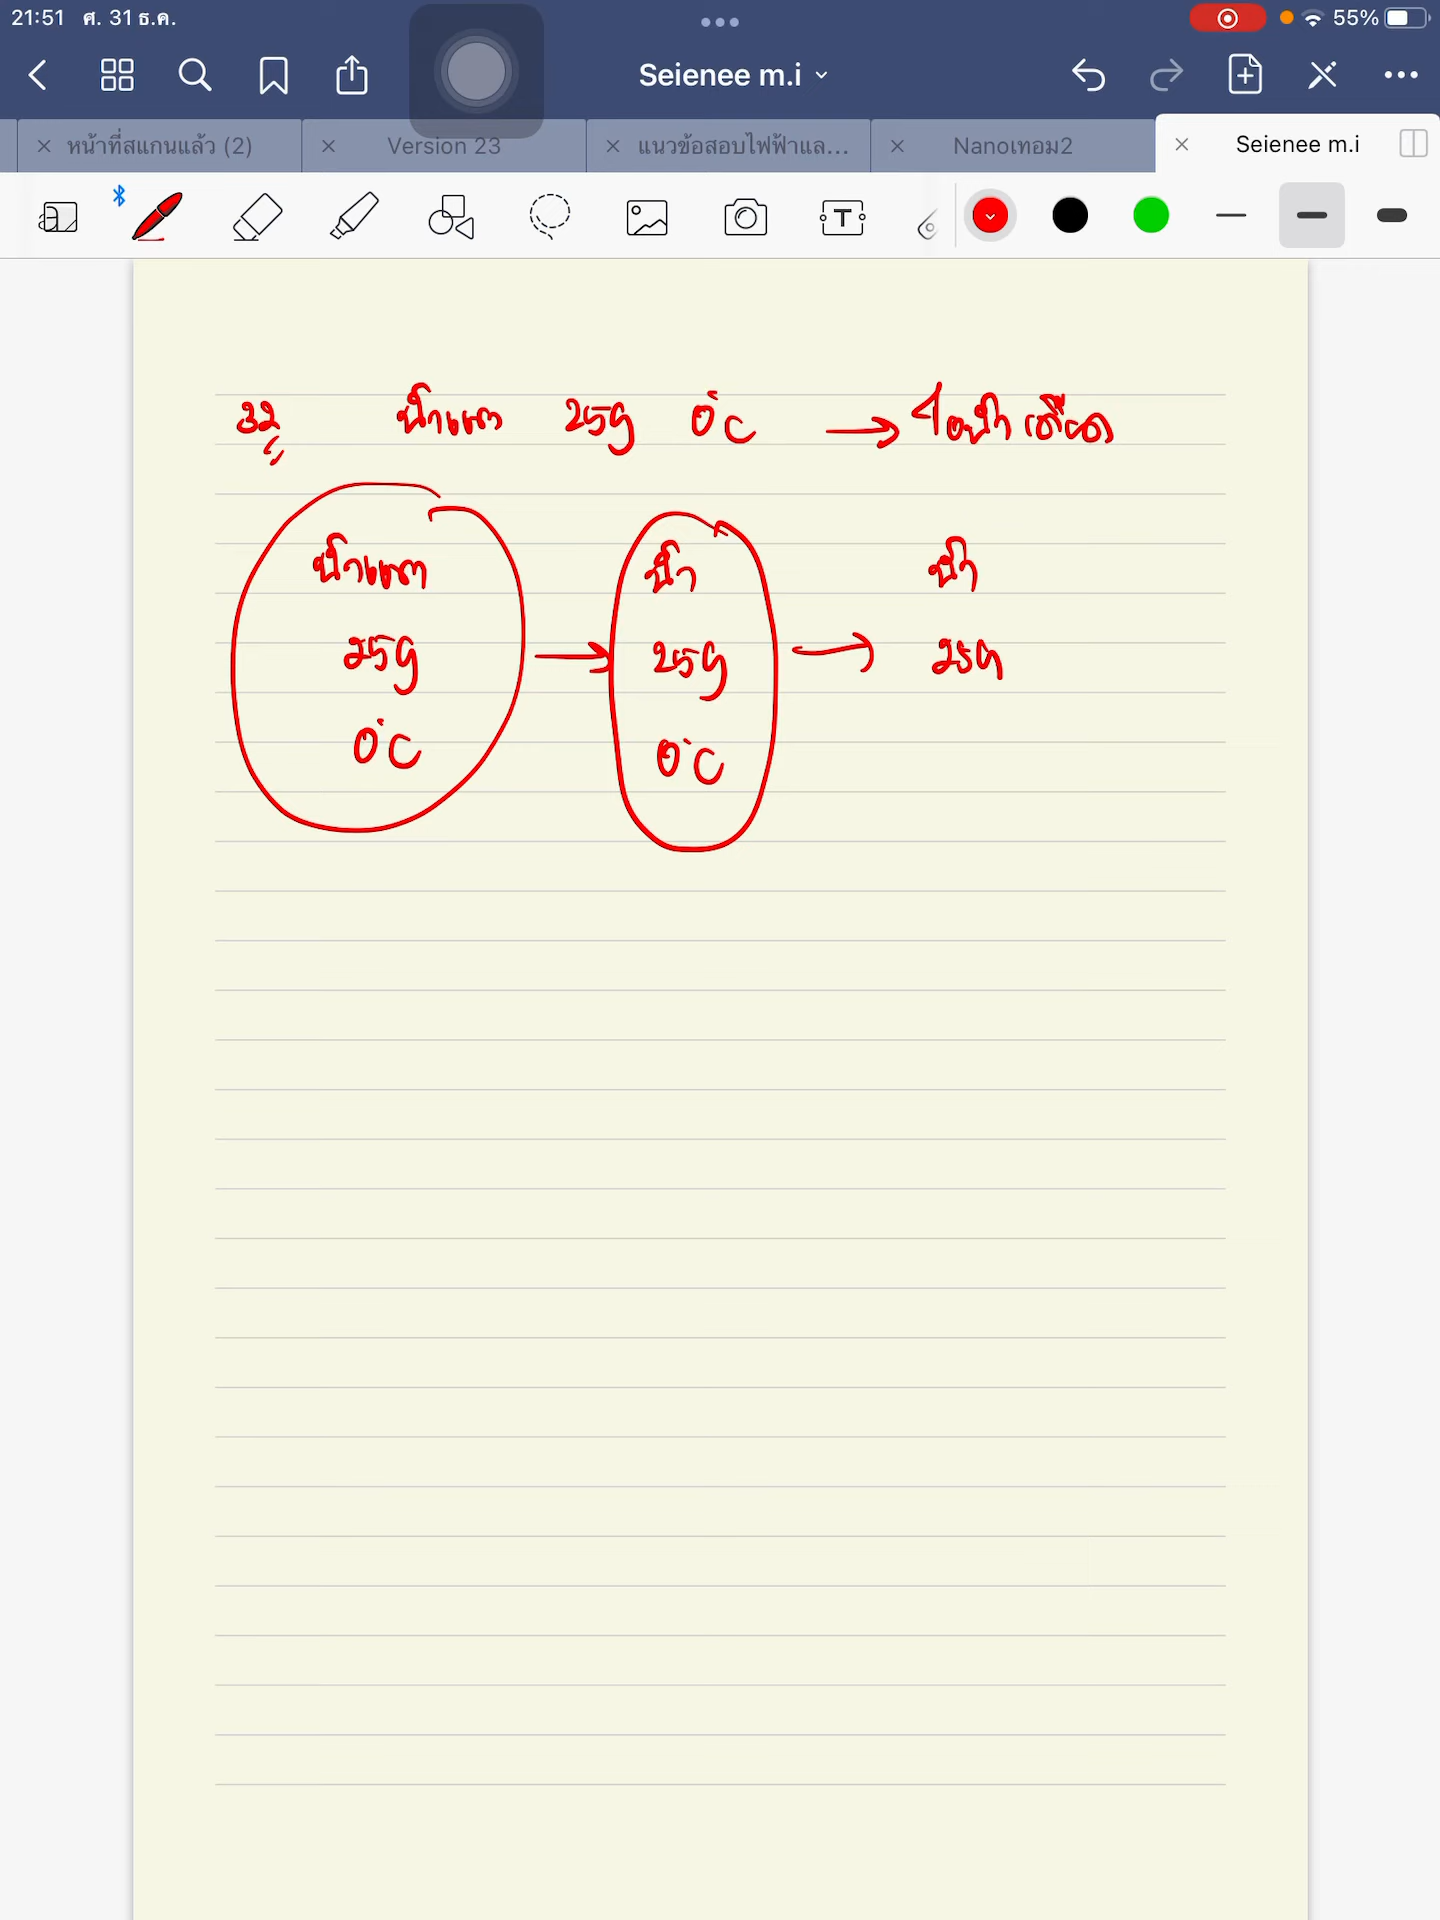 21:51 ศ. 31 ธ.ค. 55%
Seienee m.i
หน้าที่สแกนแล้ว (2) Version 23 แนวข้อสอบไฟฟ้าแล... Nanoเทอม2 Seienee m.i
T
32 น้ำแข็ง 25g 0°C → ไอน้ำเดือด
น้ำแข็ง น้ำ น้ำ
25g → 25g → 25g
0°C 0°C